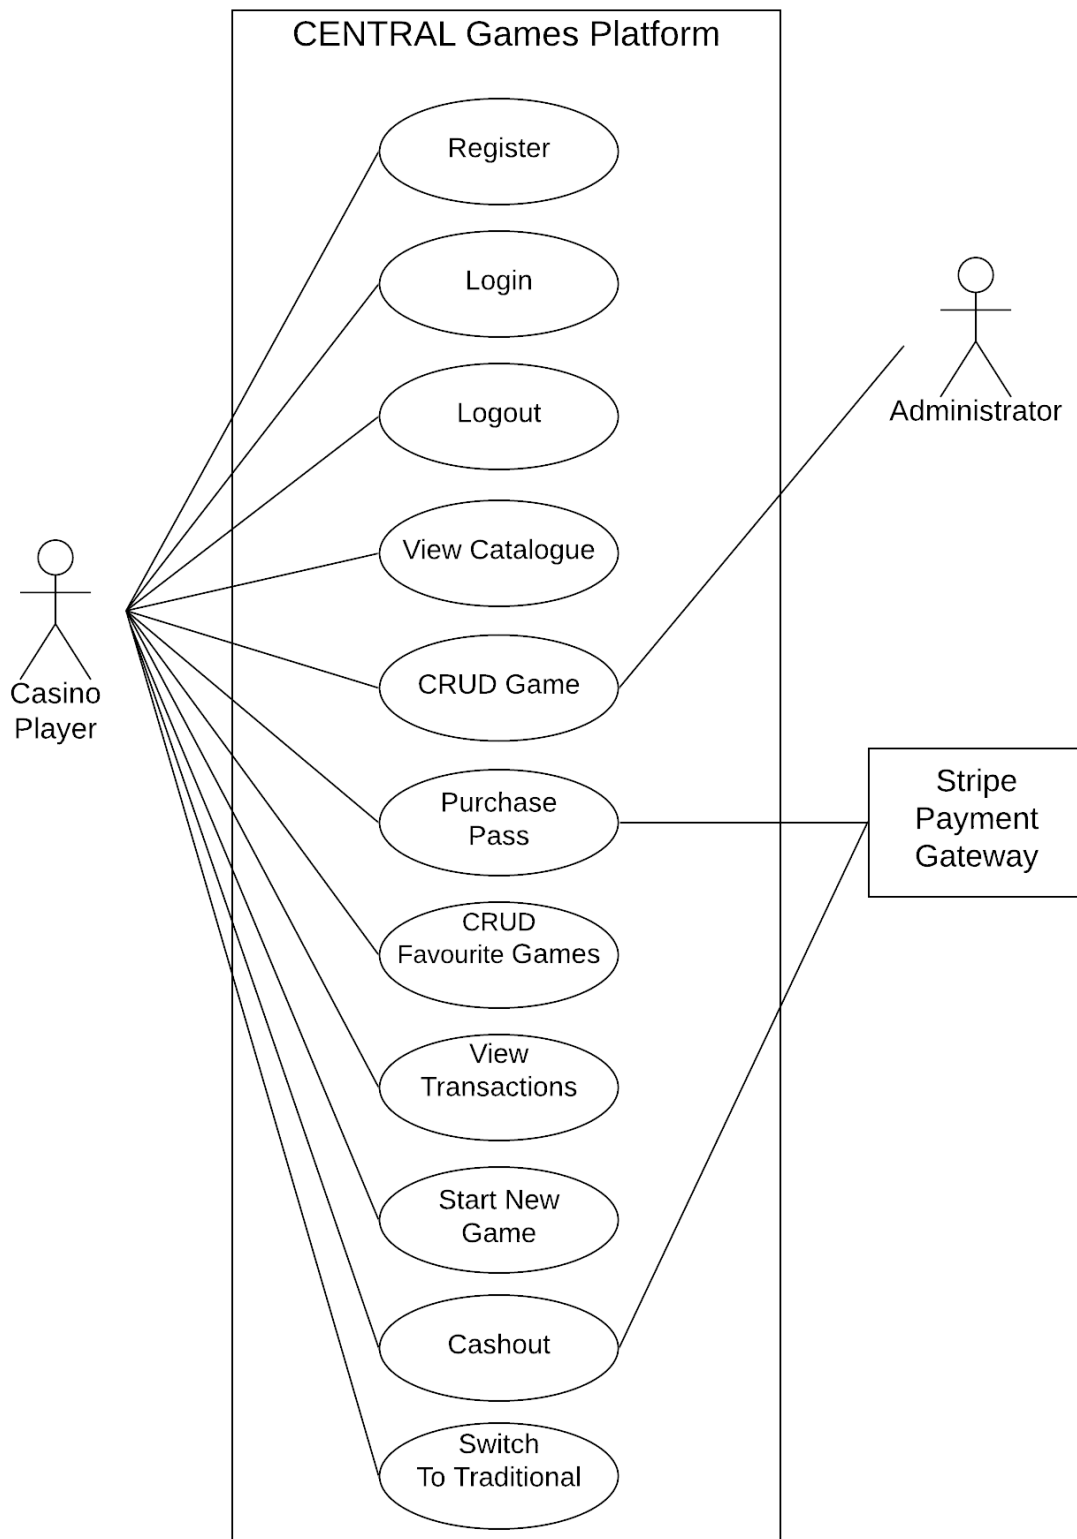 CENTRAL Games Platform
Register
Login
Logout
Administrator
View Catalogue
Casino
Player
CRUD Game
Purchase
Pass
Stripe
Payment
Gateway
CRUD
Favourite Games
View
Transactions
Start New
Game
Cashout
Switch
To Traditional